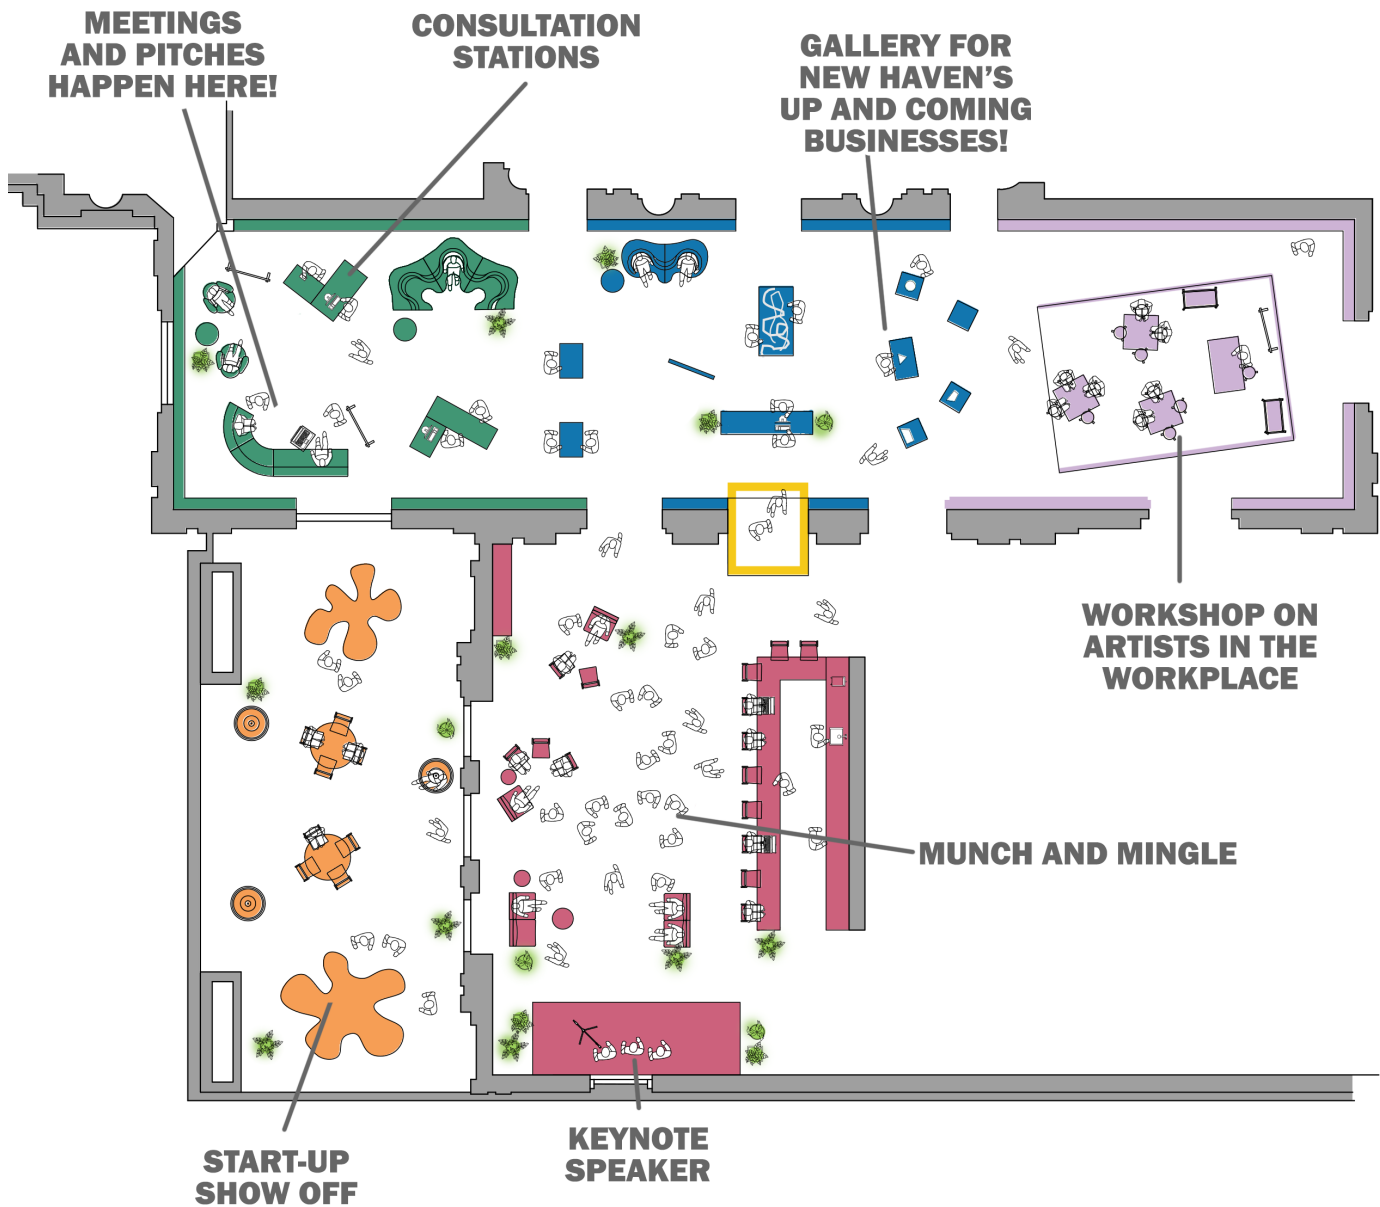 MEETINGS
AND PITCHES
HAPPEN HERE!
CONSULTATION
STATIONS
GALLERY FOR
NEW HAVEN'S
UP AND COMING
BUSINESSES!
WORKSHOP ON
ARTISTS IN THE
WORKPLACE
MUNCH AND MINGLE
KEYNOTE
SPEAKER
START-UP
SHOW OFF